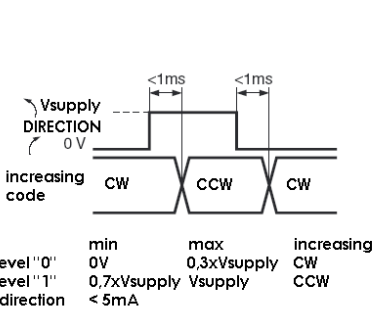 <1ms <1ms
Vsupply
DIRECTION
0 V
increasing code
CW CCW CW
min max increasing
evel "0" 0V 0,3xVsupply CW
evel "1" 0,7xVsupply Vsupply CCW
direction < 5mA